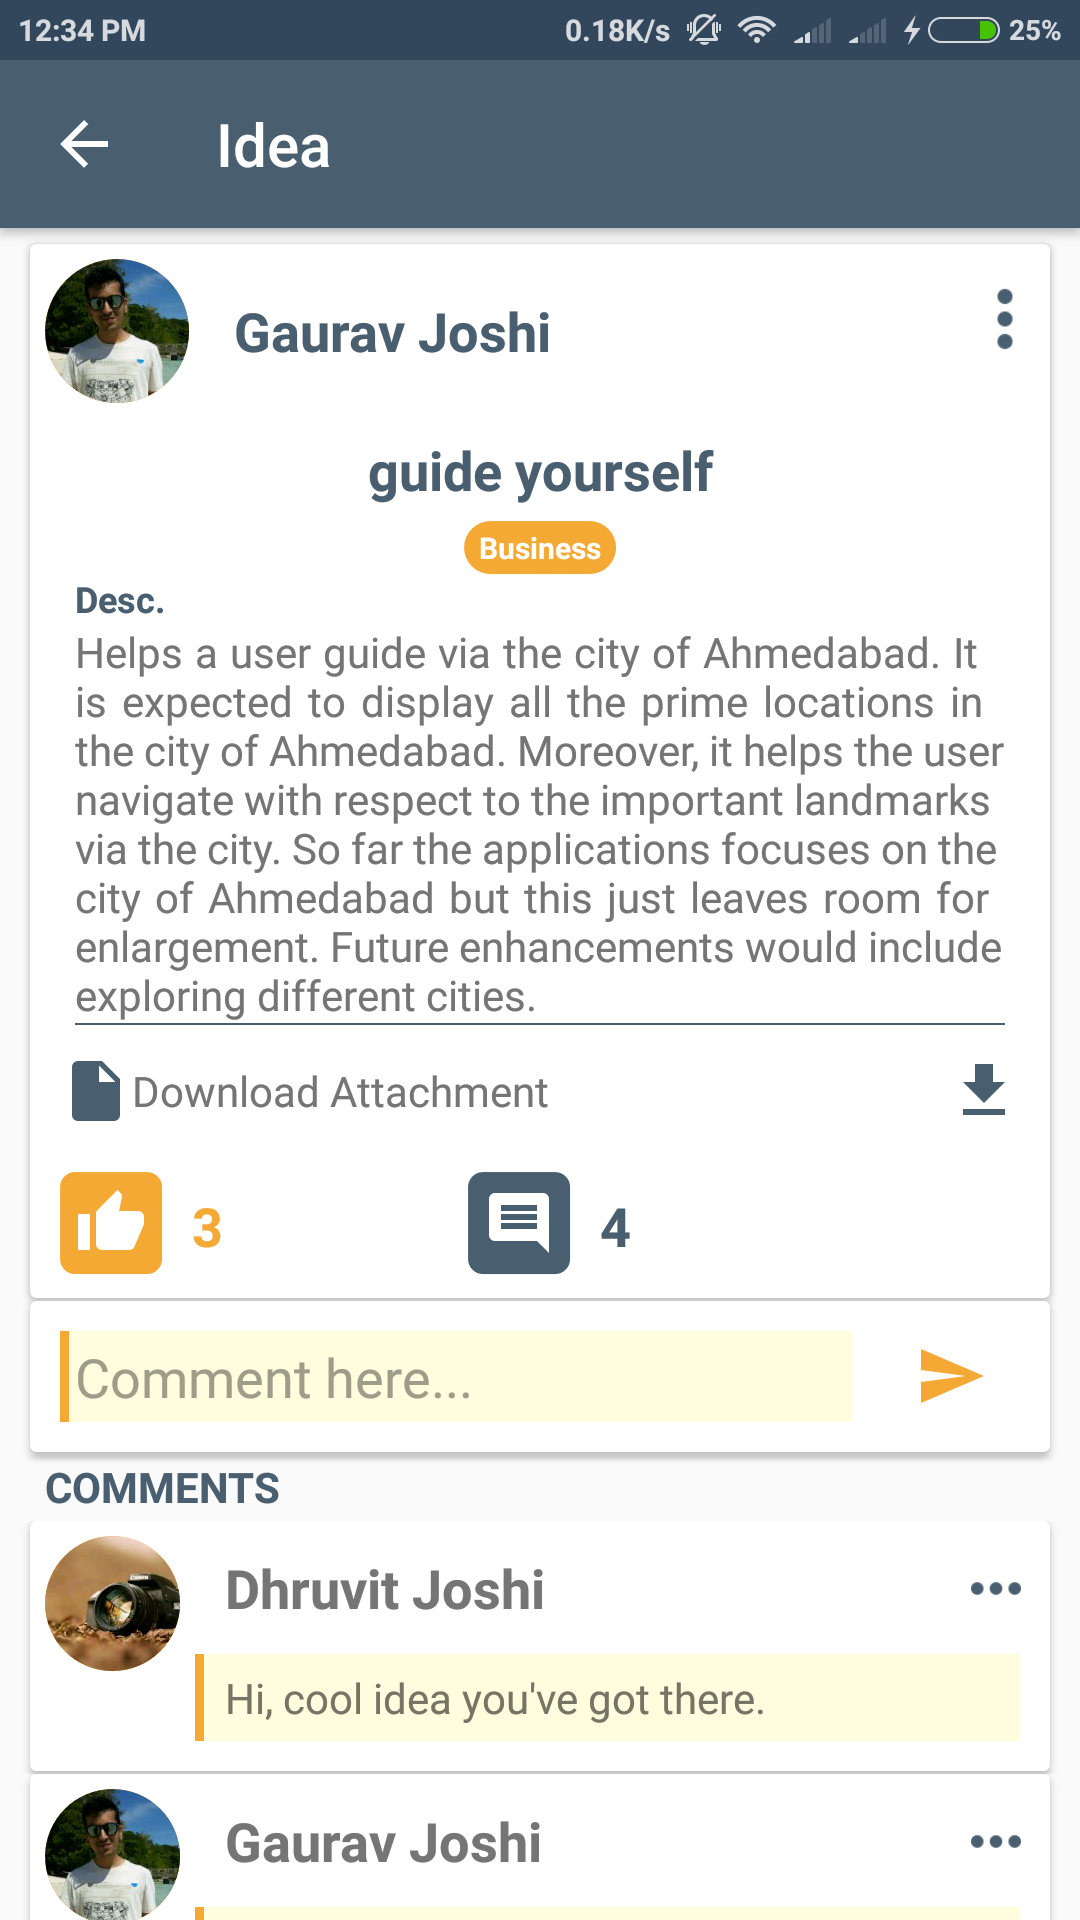 12:34 PM 0.18K/s 25%
Idea
Gaurav Joshi
guide yourself
Business
Desc.
Helps a user guide via the city of Ahmedabad. It
is expected to display all the prime locations in
the city of Ahmedabad. Moreover, it helps the user
navigate with respect to the important landmarks
via the city. So far the applications focuses on the
city of Ahmedabad but this just leaves room for
enlargement. Future enhancements would include
exploring different cities.
Download Attachment
3 4
Comment here...
COMMENTS
Dhruvit Joshi
Hi, cool idea you've got there.
Gaurav Joshi